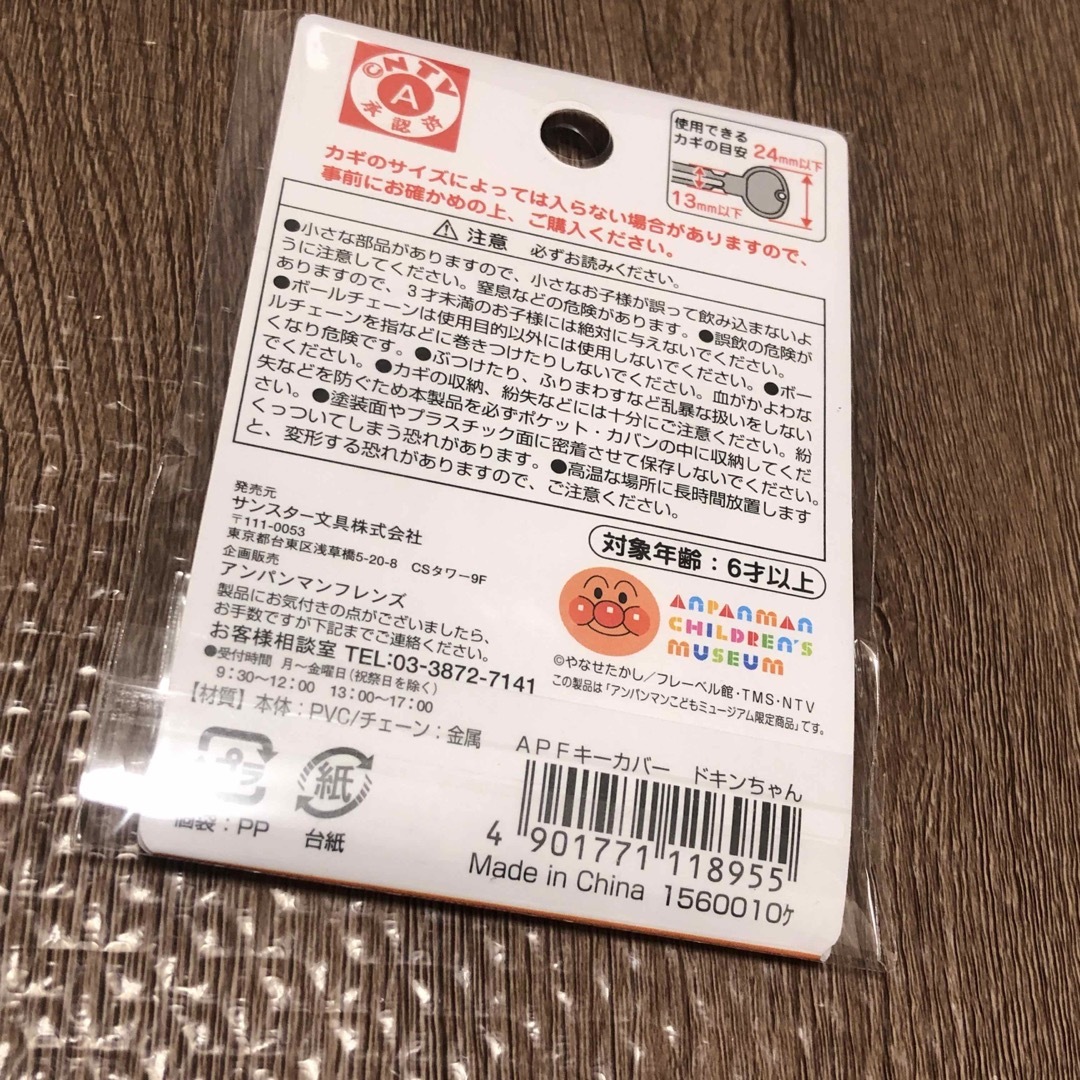 NTV
A
承認
使用できる
カギの目安
24mm以下
13mm以下
カギのサイズによっては入らない場合がありますので、
事前にお確かめの上、ご購入ください。
注意 必ずお読みください。
●小さな部品がありますので、小さなお子様が誤って飲み込まないよ
うに注意してください。窒息などの危険があります。●誤飲の危険が
ありますので、3才未満のお子様には絶対に与えないでください。
●ボールチェーンは使用目的以外には使用しないでください。●ボー
ルチェーンを指などに巻きつけたりしないでください。血がかよわな
くなり危険です。●ぶつけたり、ふりまわすなど乱暴な扱いをしない
でください。●カギの収納、紛失などには十分にご注意ください。紛
失などを防ぐため本製品を必ずポケット・カバンの中に収納してくだ
さい。●塗装面やプラスチック面に密着させて保存しないでください。
くっついてしまう恐れがあります。●高温な場所に長時間放置します
と、変形する恐れがありますので、ご注意ください。
発売元
サンスター文具株式会社
〒111-0053
東京都台東区浅草橋5-20-8 CSタワー9F
企画販売
アンパンマンフレンズ
製品にお気付きの点がございましたら、
お手数ですが下記までご連絡ください。
お客様相談室 TEL:03-3872-7141
●受付時間 月〜金曜日(祝祭日を除く)
9:30〜12:00 13:00〜17:00
【材質】本体:PVC/チェーン:金属
対象年齢:6才以上
ANPANMAN
CHILDREN'S
MUSEUM
©やなせたかし/フレーベル館・TMS・NTV
この製品は「アンパンマンこどもミュージアム限定商品」です。
プラ
個装:PP
紙
台紙
APFキーカバー ドキンちゃん
4 901771 118955
Made in China 1560010ケ